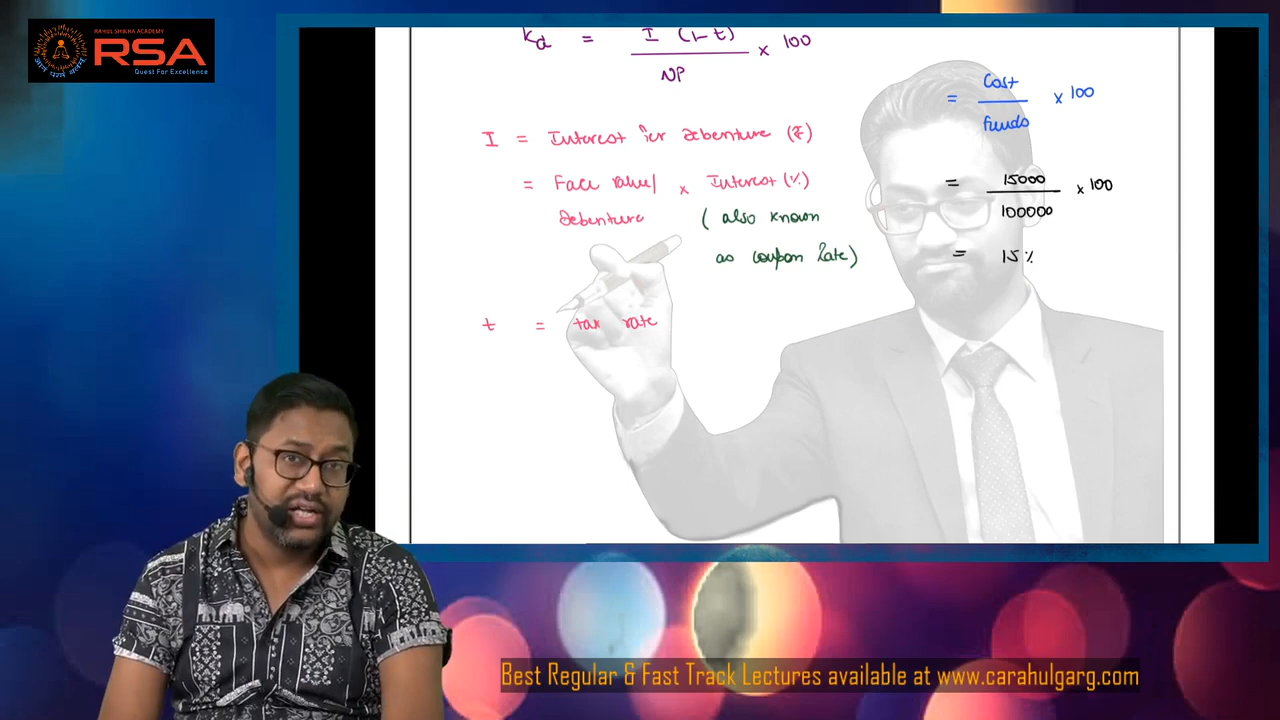 RAHUL SHIKHA ACADEMY
RSA
Quest For Excellence
Kd = I (1-t) / NP × 100
= Cost / funds × 100
I = Interest per Debenture (₹)
= Face value/ Debenture × Interest (%)
(also known
as coupon Rate)
= 15000 / 100000 × 100
= 15%
t = tax rate
Best Regular & Fast Track Lectures available at www.carahulgarg.com